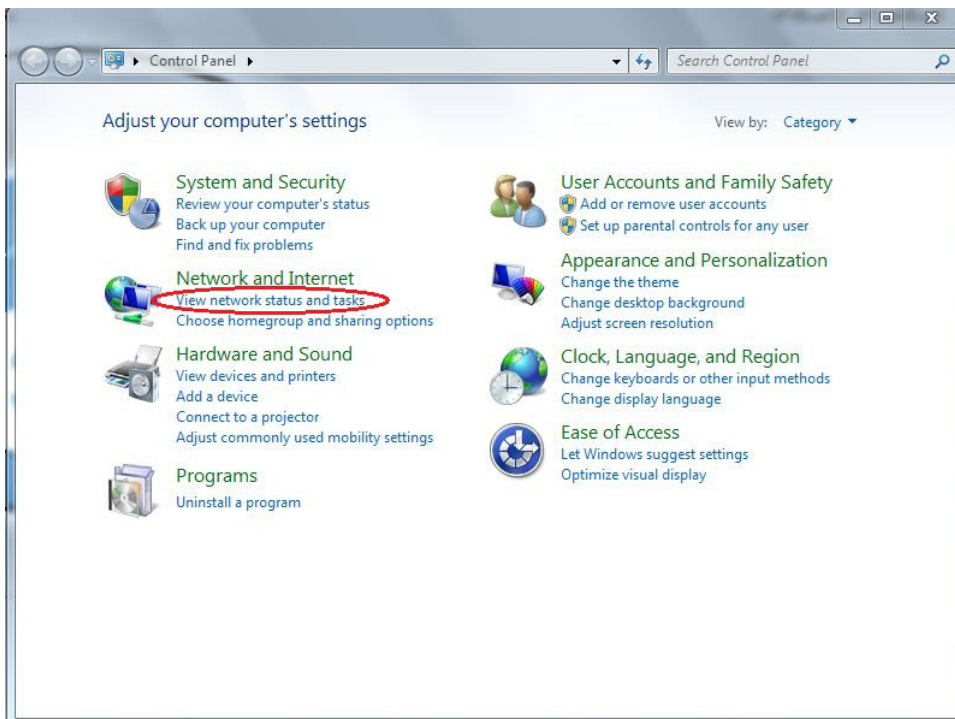 Control Panel
Search Control Panel
Adjust your computer's settings
View by: Category
System and Security
Review your computer's status
Back up your computer
Find and fix problems
Network and Internet
View network status and tasks
Choose homegroup and sharing options
Hardware and Sound
View devices and printers
Add a device
Connect to a projector
Adjust commonly used mobility settings
Programs
Uninstall a program
User Accounts and Family Safety
Add or remove user accounts
Set up parental controls for any user
Appearance and Personalization
Change the theme
Change desktop background
Adjust screen resolution
Clock, Language, and Region
Change keyboards or other input methods
Change display language
Ease of Access
Let Windows suggest settings
Optimize visual display